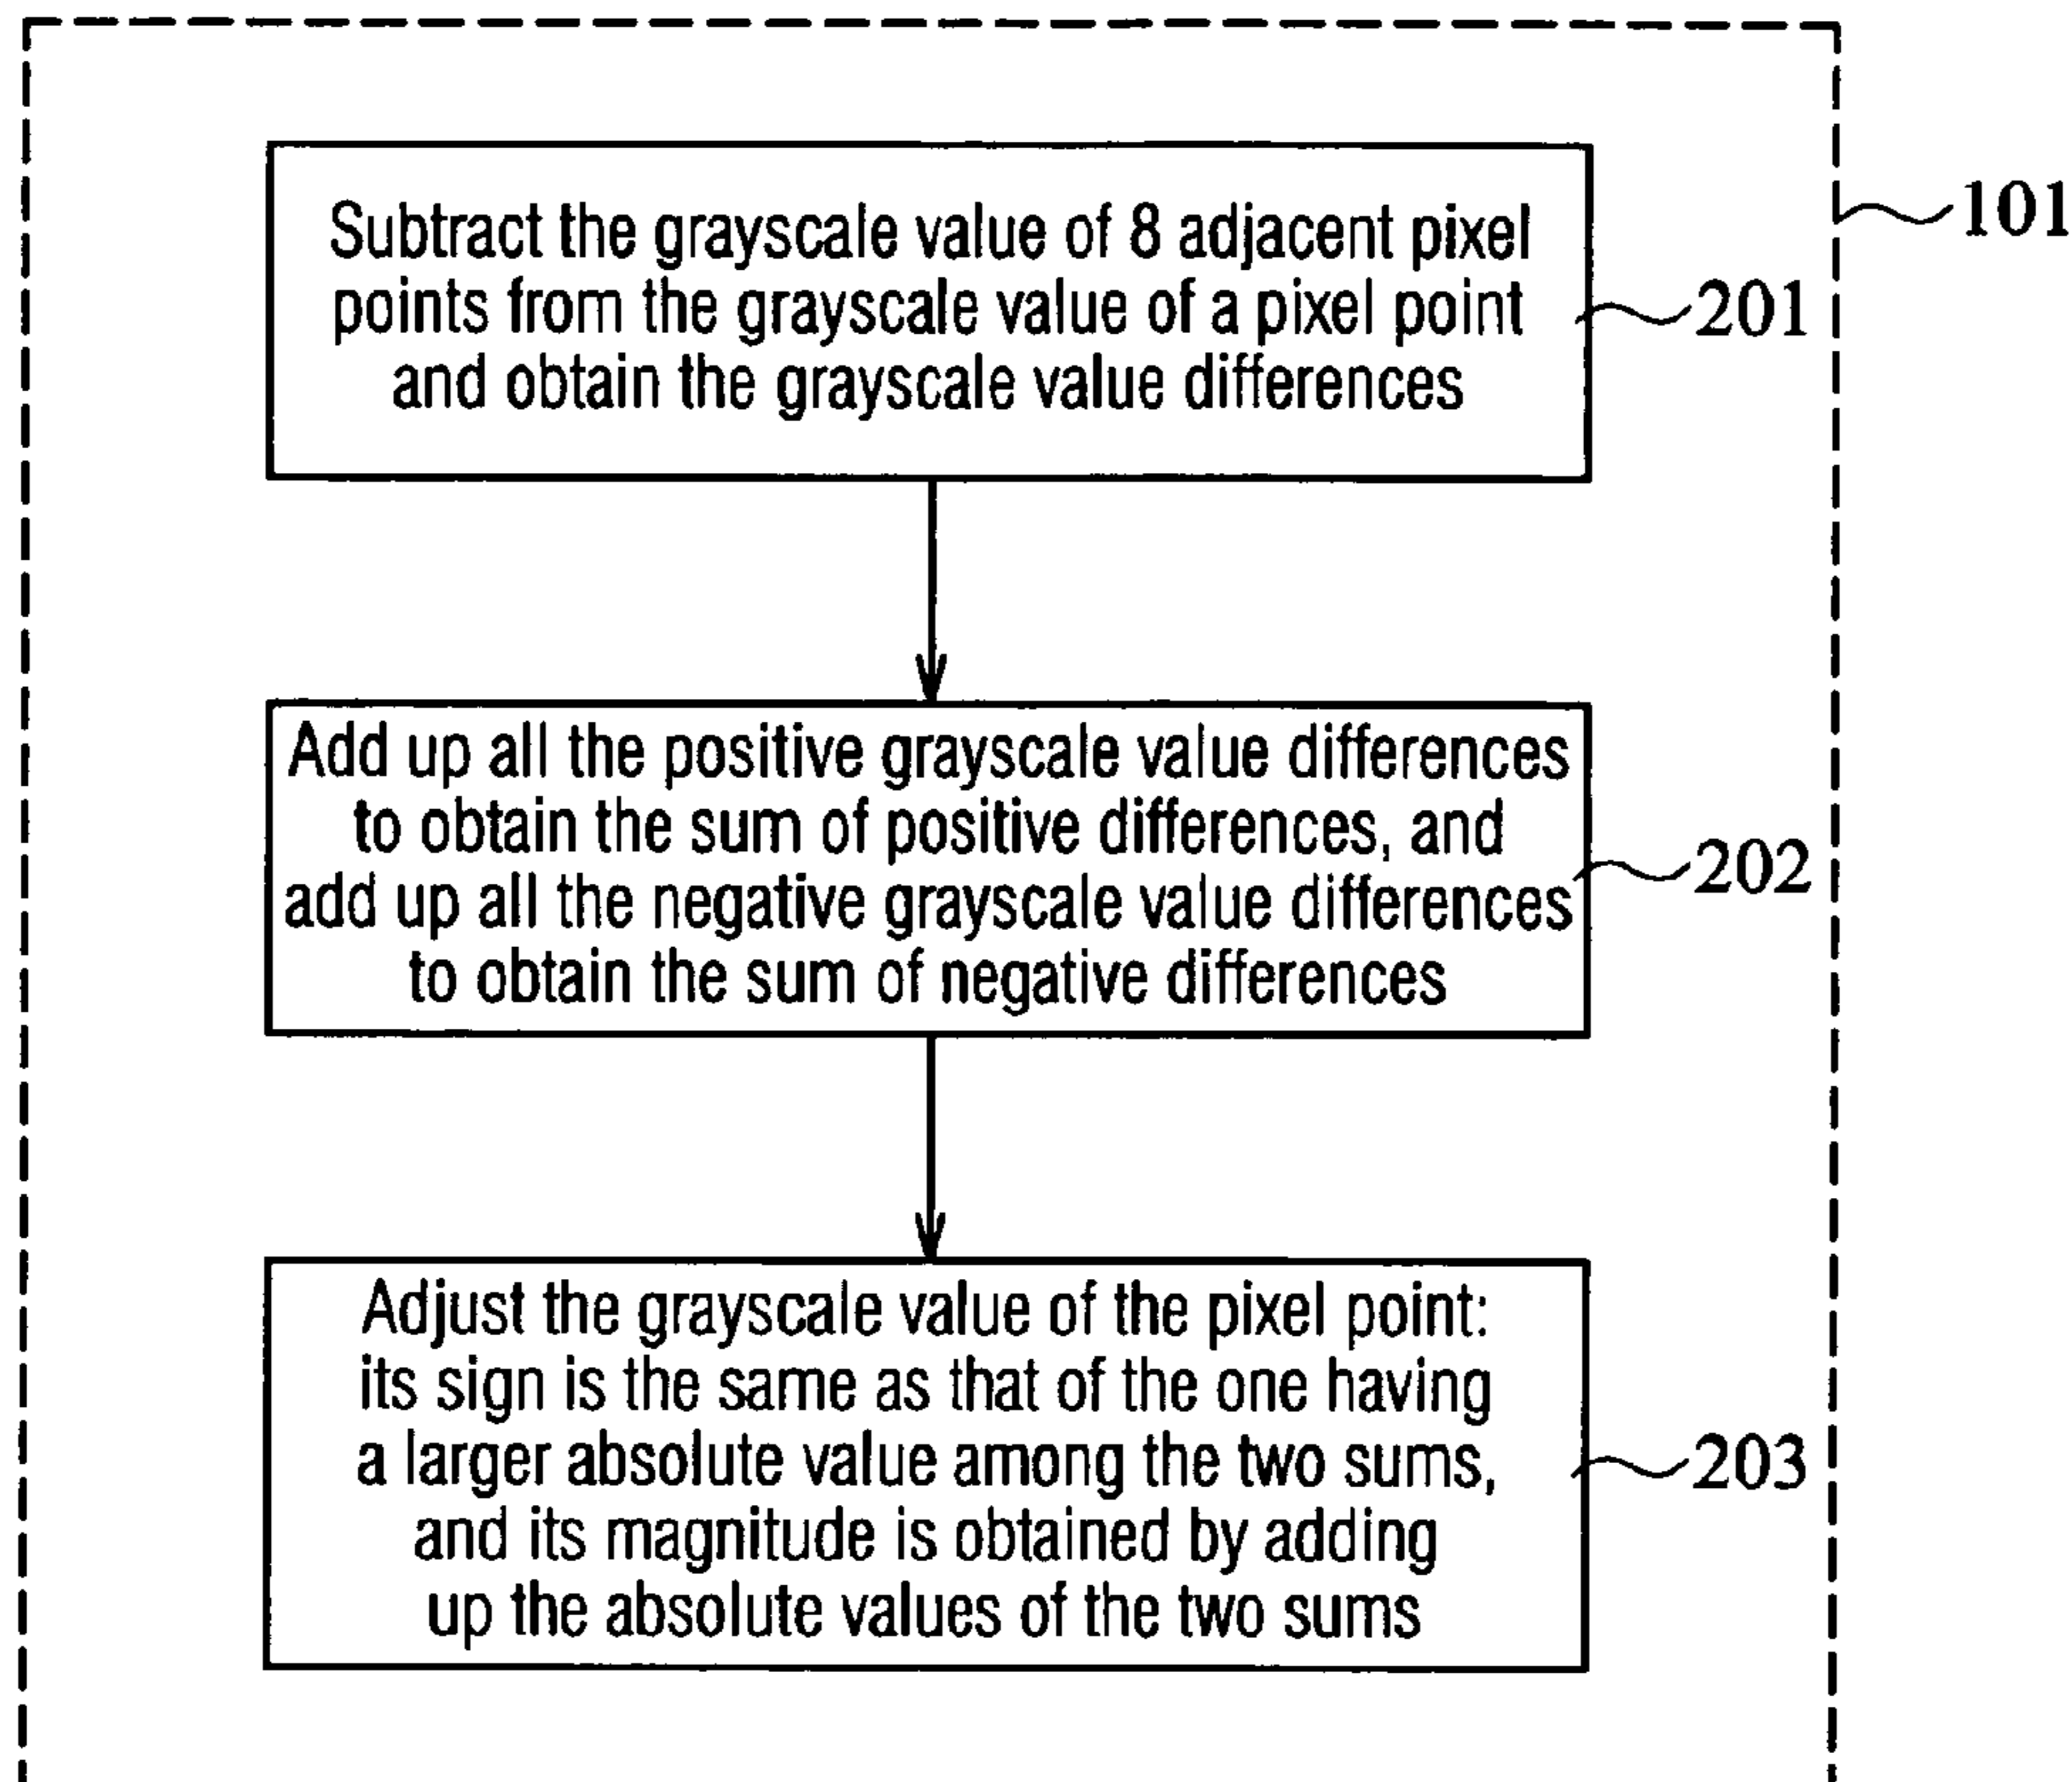 101
Subtract the grayscale value of 8 adjacent pixel
points from the grayscale value of a pixel point
and obtain the grayscale value differences
201
Add up all the positive grayscale value differences
to obtain the sum of positive differences, and
add up all the negative grayscale value differences
to obtain the sum of negative differences
202
Adjust the grayscale value of the pixel point:
its sign is the same as that of the one having
a larger absolute value among the two sums,
and its magnitude is obtained by adding
up the absolute values of the two sums
203